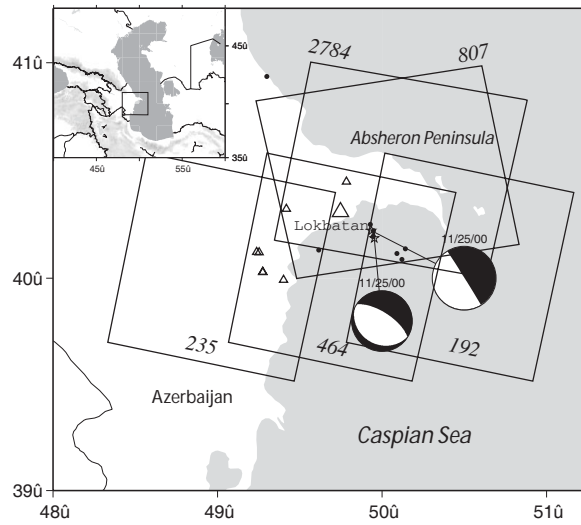 41û
45û
35û
45û
55û
2784
807
Absheron Peninsula
Lokbatan
11/25/00
40û
11/25/00
235
464
192
Azerbaijan
Caspian Sea
39û
48û
49û
50û
51û